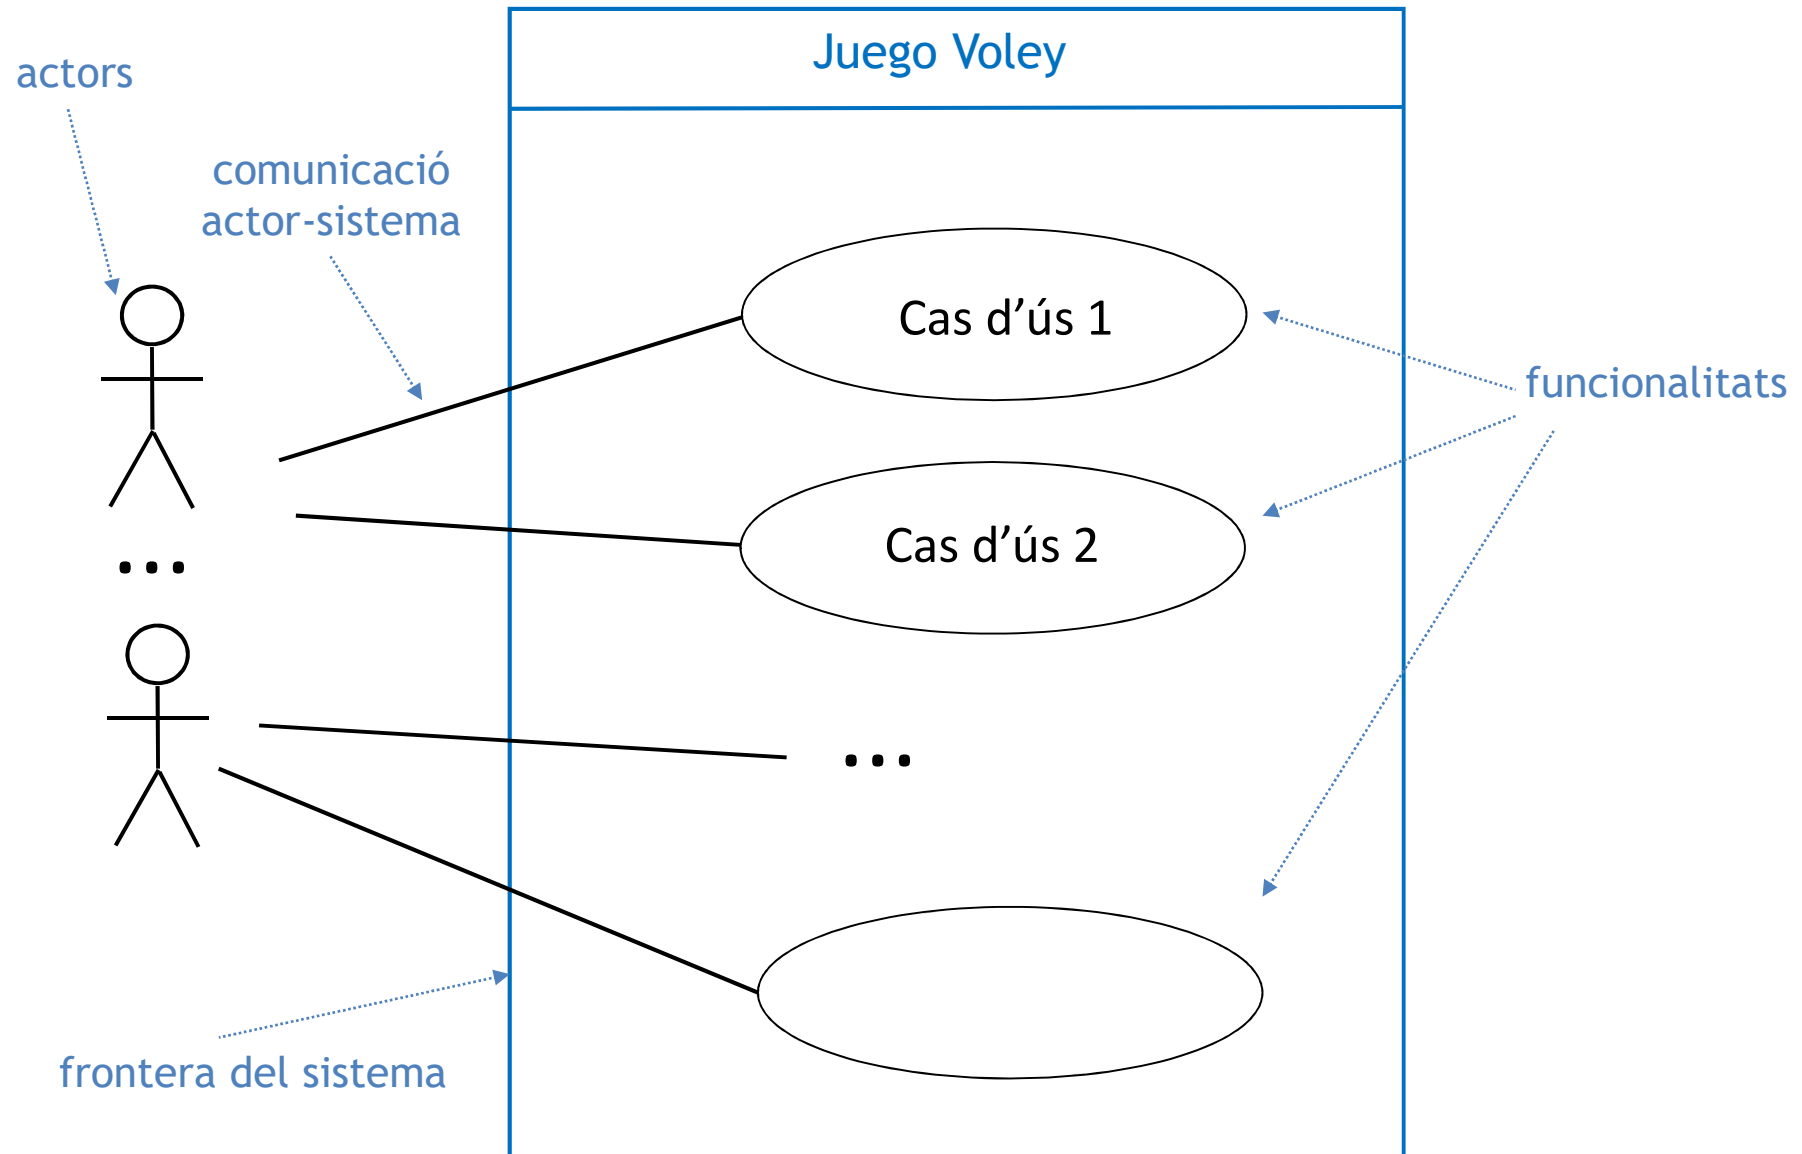 Juego Voley
actors
comunicació
actor-sistema
Cas d’ús 1
funcionalitats
Cas d’ús 2
...
...
frontera del sistema